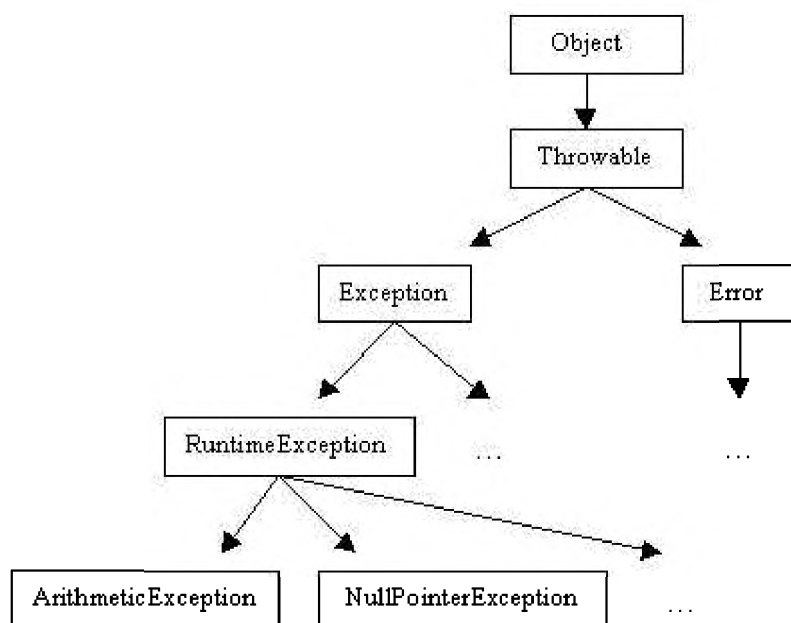 Object
Throwable
Exception
Error
RuntimeException
...
...
ArithmeticException
NullPointerException
...